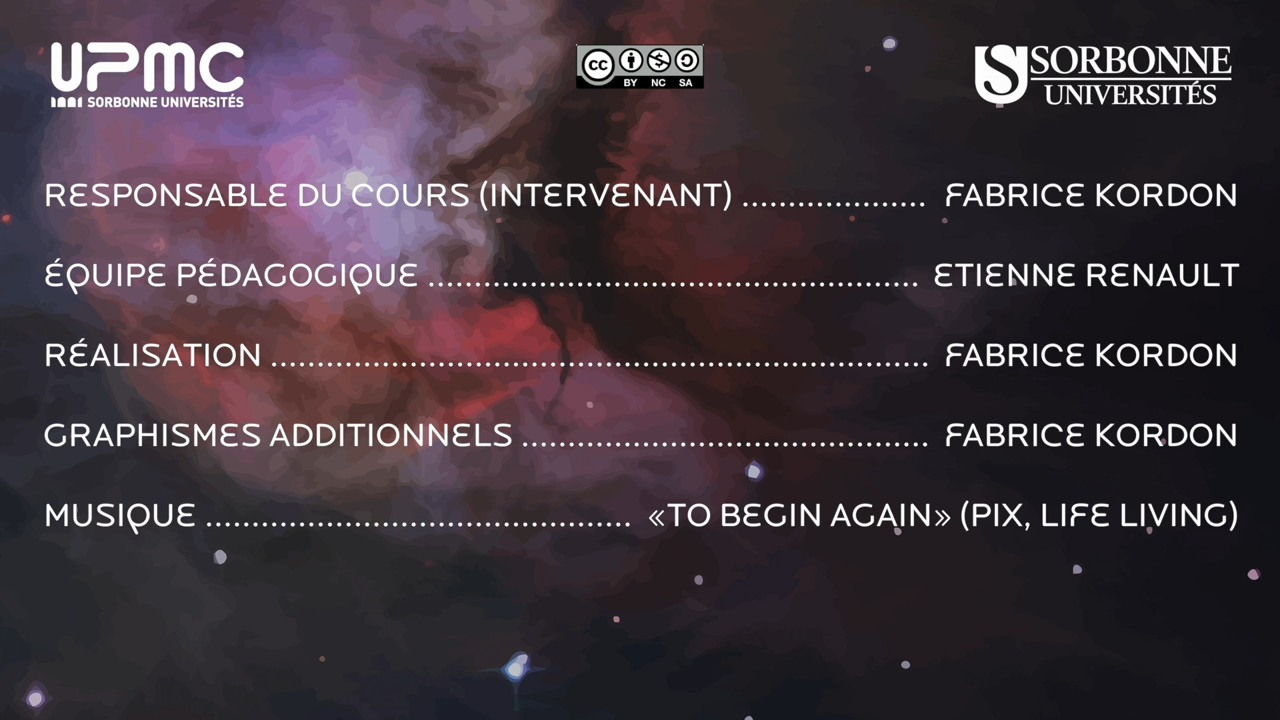 UPMC
SORBONNE UNIVERSITÉS
CC BY NC SA
SORBONNE
UNIVERSITÉS
RESPONSABLE DU COURS (INTERVENANT) ................... FABRICE KORDON
ÉQUIPE PÉDAGOGIQUE .................................................. ETIENNE RENAULT
RÉALISATION .................................................................... FABRICE KORDON
GRAPHISMES ADDITIONNELS .......................................... FABRICE KORDON
MUSIQUE ............................................ «TO BEGIN AGAIN» (PIX, LIFE LIVING)